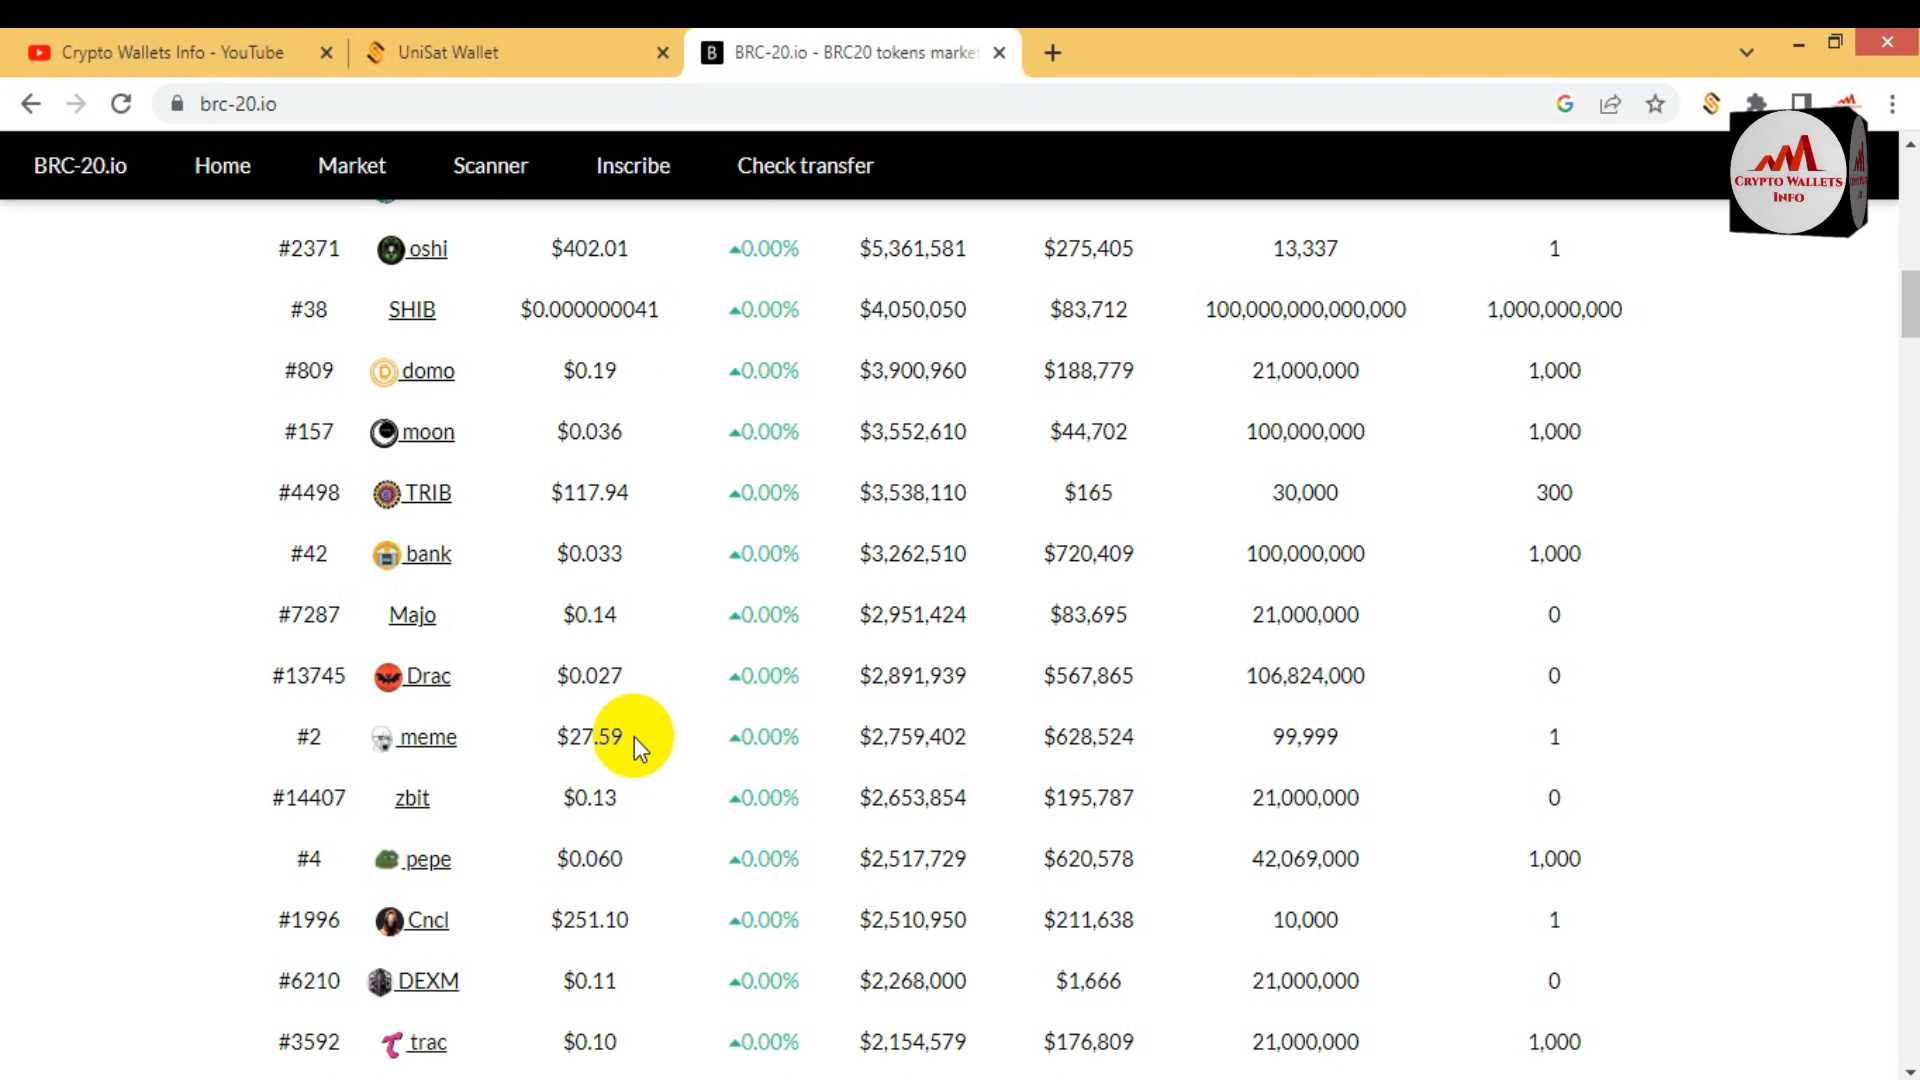 Crypto Wallets Info - YouTube
UniSat Wallet
BRC-20.io - BRC20 tokens marke
brc-20.io
BRC-20.io Home Market Scanner Inscribe Check transfer
CRYPTO WALLETS
INFO
#2371 oshi $402.01 0.00% $5,361,581 $275,405 13,337 1
#38 SHIB $0.000000041 0.00% $4,050,050 $83,712 100,000,000,000,000 1,000,000,000
#809 domo $0.19 0.00% $3,900,960 $188,779 21,000,000 1,000
#157 moon $0.036 0.00% $3,552,610 $44,702 100,000,000 1,000
#4498 TRIB $117.94 0.00% $3,538,110 $165 30,000 300
#42 bank $0.033 0.00% $3,262,510 $720,409 100,000,000 1,000
#7287 Majo $0.14 0.00% $2,951,424 $83,695 21,000,000 0
#13745 Drac $0.027 0.00% $2,891,939 $567,865 106,824,000 0
#2 meme $27.59 0.00% $2,759,402 $628,524 99,999 1
#14407 zbit $0.13 0.00% $2,653,854 $195,787 21,000,000 0
#4 pepe $0.060 0.00% $2,517,729 $620,578 42,069,000 1,000
#1996 Cncl $251.10 0.00% $2,510,950 $211,638 10,000 1
#6210 DEXM $0.11 0.00% $2,268,000 $1,666 21,000,000 0
#3592 trac $0.10 0.00% $2,154,579 $176,809 21,000,000 1,000